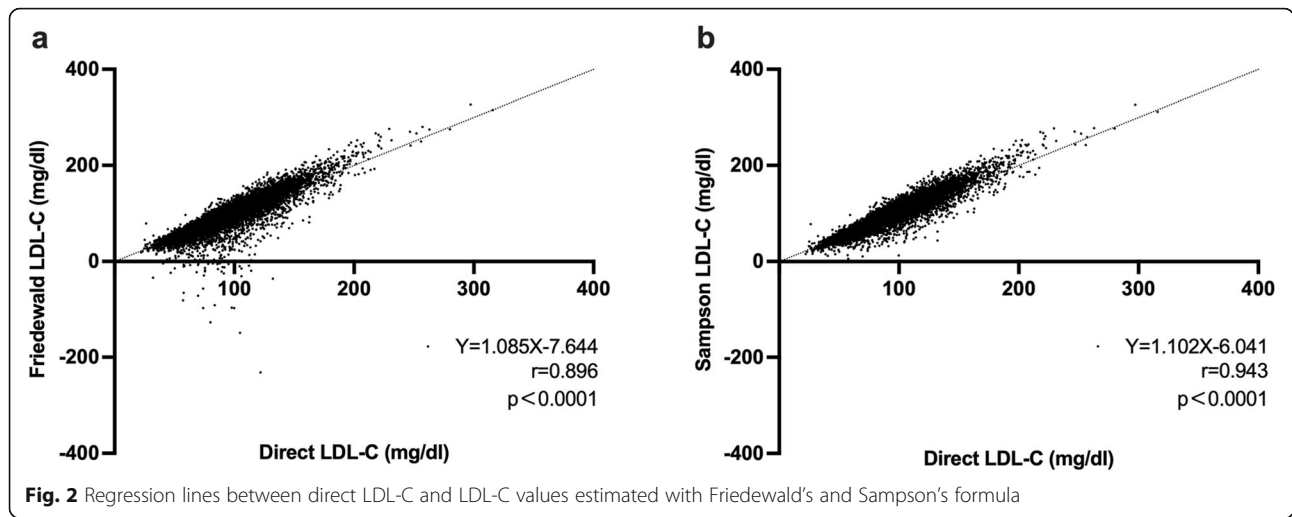 a
400
200
0
-200
-400
100
200
300
400
Friedewald LDL-C (mg/dl)
Direct LDL-C (mg/dl)
Y=1.085X-7.644
r=0.896
p<0.0001
b
400
200
0
-200
-400
100
200
300
400
Sampson LDL-C (mg/dl)
Direct LDL-C (mg/dl)
Y=1.102X-6.041
r=0.943
p<0.0001
Fig. 2 Regression lines between direct LDL-C and LDL-C values estimated with Friedewald's and Sampson's formula